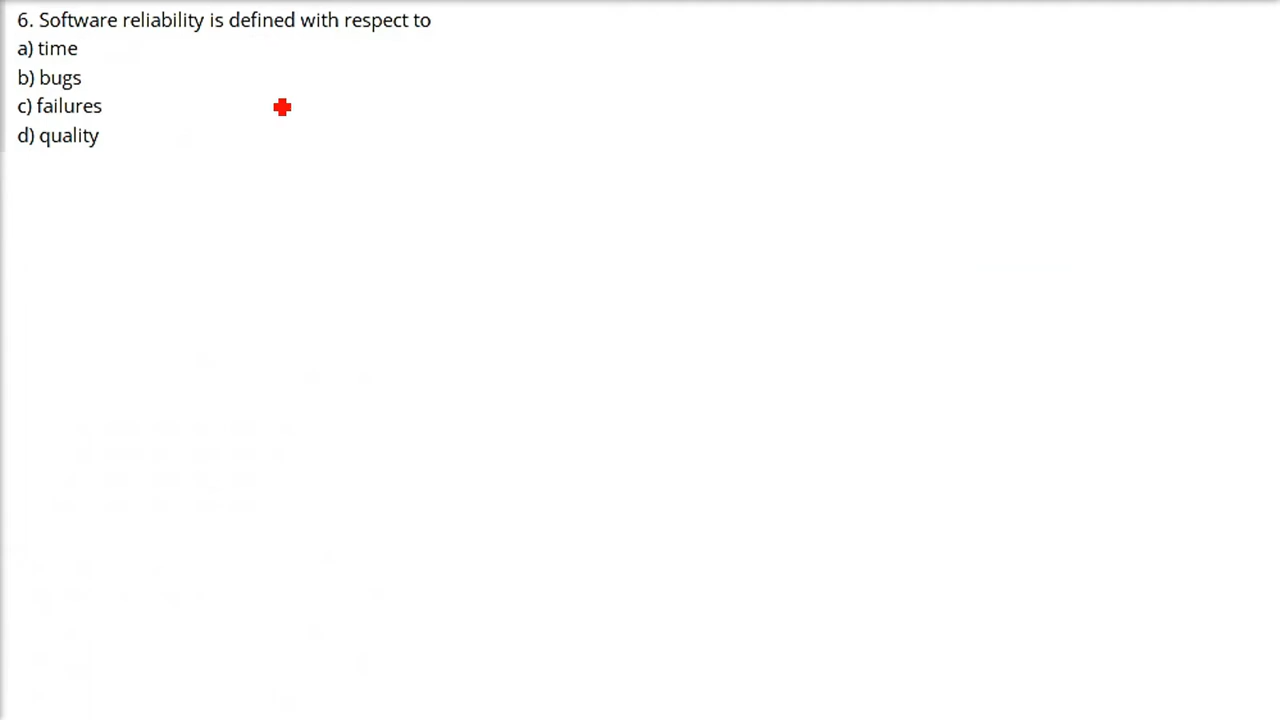 6. Software reliability is defined with respect to
a) time
b) bugs
c) failures
d) quality